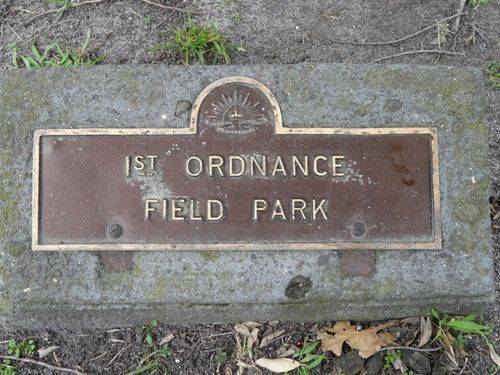 1ST ORDNANCE
FIELD PARK